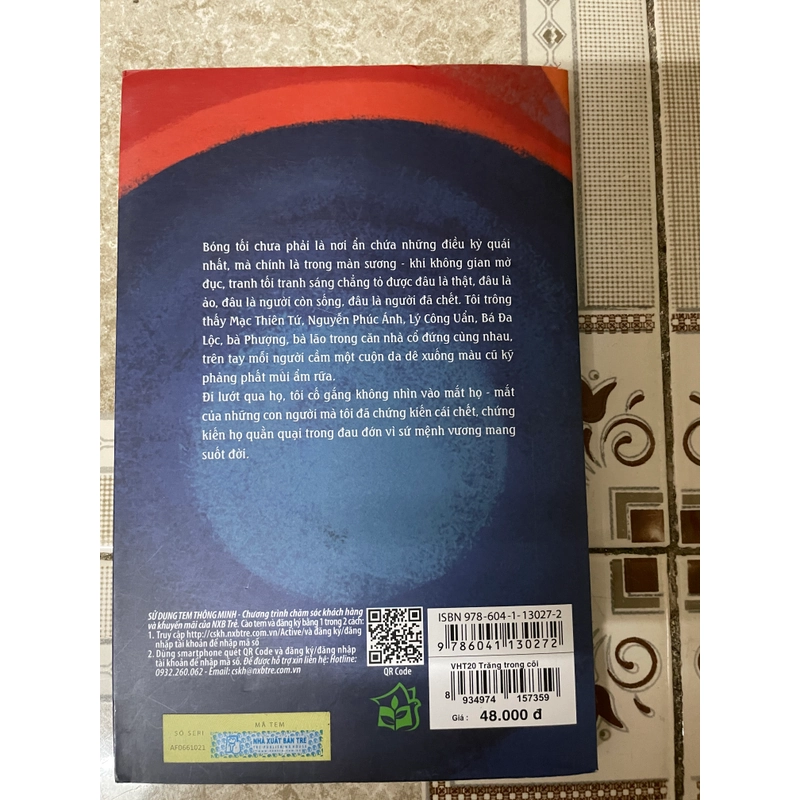 Bóng tối chưa phải là nơi ẩn chứa những điều kỳ quái
nhất, mà chính là trong màn sương - khi không gian mờ
đục, tranh tối tranh sáng chẳng tỏ được đâu là thật, đâu là
ảo, đâu là người còn sống, đâu là người đã chết. Tôi trông
thấy Mạc Thiên Tứ, Nguyễn Phúc Ánh, Lý Công Uẩn, Bá Đa
Lộc, bà Phượng, bà lão trong căn nhà cổ đứng cùng nhau,
trên tay mỗi người cầm một cuộn da dê xuống màu cũ kỹ
phảng phất mùi ẩm rữa.
Đi lướt qua họ, tôi cố gắng không nhìn vào mắt họ - mắt
của những con người mà tôi đã chứng kiến cái chết, chứng
kiến họ quằn quại trong đau đớn vì sứ mệnh vương mang
suốt đời.
SỬ DỤNG TEM THÔNG MINH - Chương trình chăm sóc khách hàng
và khuyến mãi của NXB Trẻ. Cào tem và đăng ký bằng 1 trong 2 cách:
1. Truy cập http://cskh.nxbtre.com.vn/Active/và đăng ký/đăng
nhập tài khoản để nhập mã số
2. Dùng smartphone quét QR Code và đăng ký/đăng nhập
tài khoản để nhập mã số. Để được hỗ trợ xin liên hệ: Hotline:
0932.260.062 - Email: cskh@nxbtre.com.vn
QR Code
SỐ SERI
AF0661021
MÃ TEM
NHÀ XUẤT BẢN TRẺ
ISBN 978-604-1-13027-2
9 786041 130272
VHT20 Trăng trong cõi
8 934974 157359
Giá : 48.000 đ